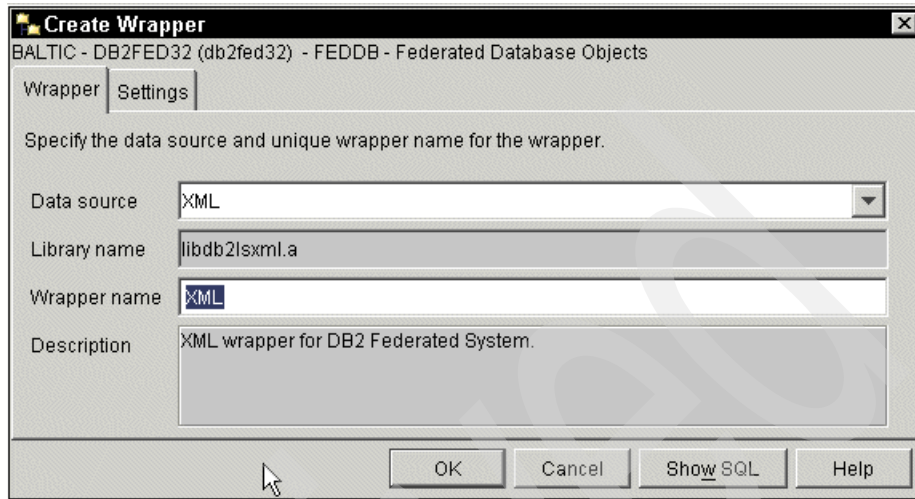 Create Wrapper
BALTIC - DB2FED32 (db2fed32) - FEDDB - Federated Database Objects
Wrapper Settings
Specify the data source and unique wrapper name for the wrapper.
Data source XML
Library name libdb2lsxml.a
Wrapper name XML
Description XML wrapper for DB2 Federated System.
OK Cancel Show SQL Help